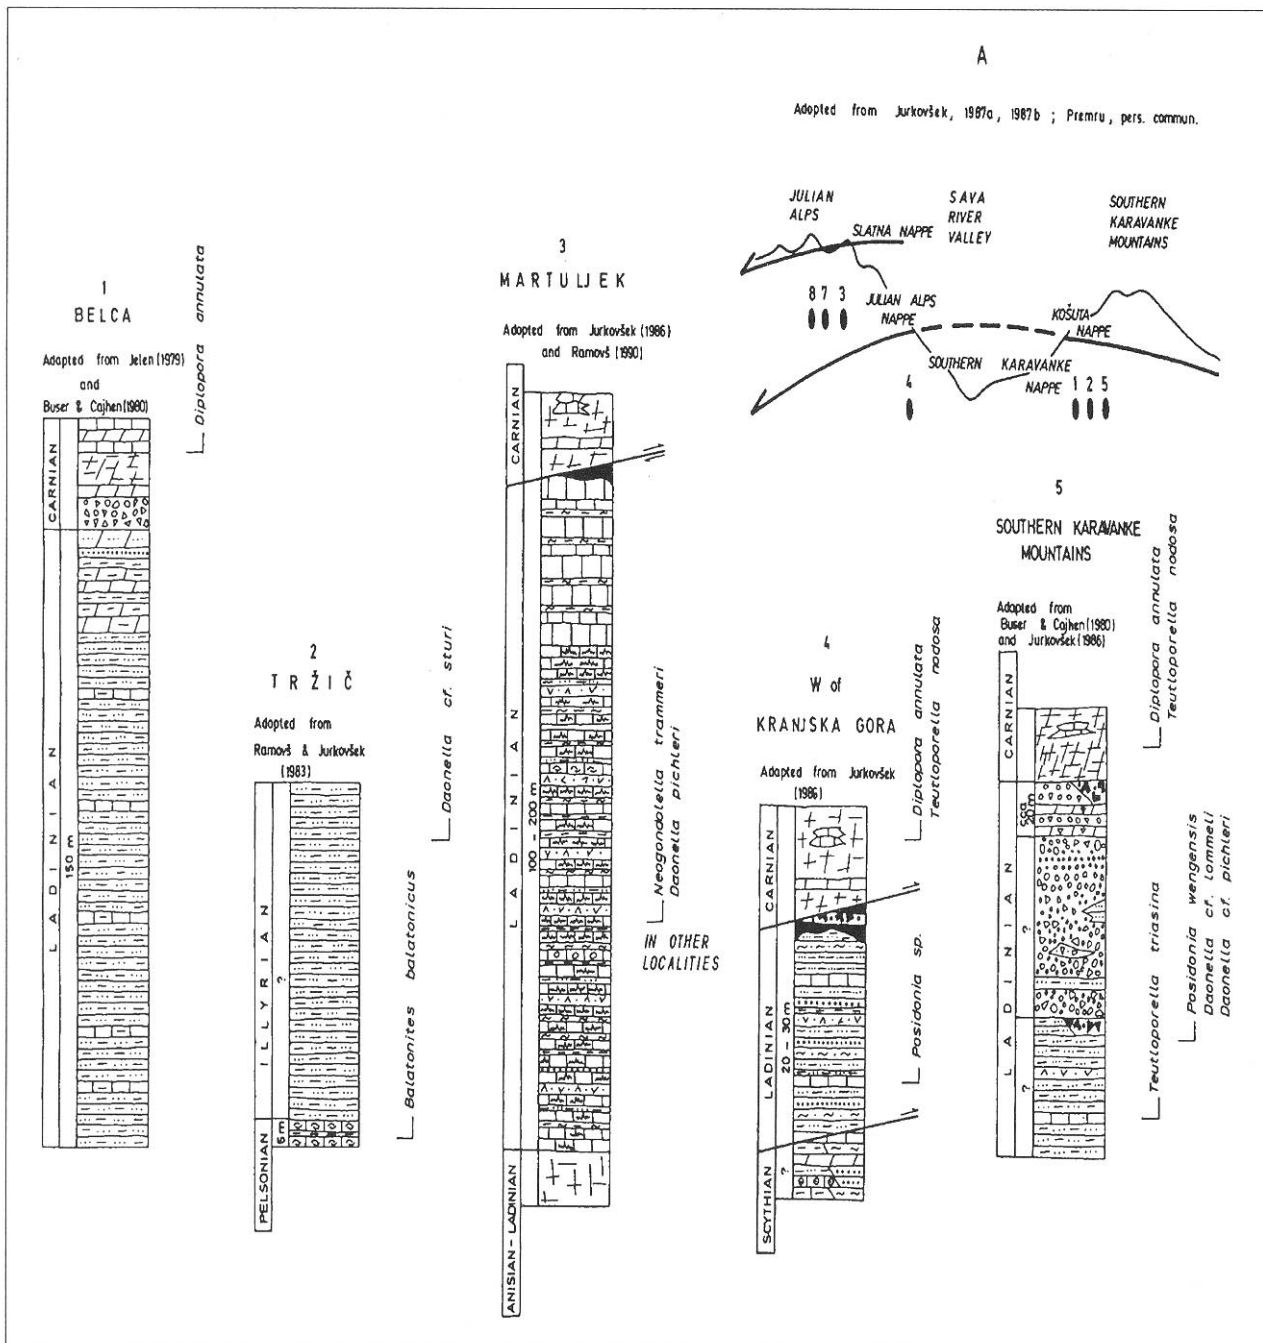 A
Adopted from Jurkovšek, 1987a, 1987b ; Premru, pers. commun.
JULIAN
ALPS
SLATNA NAPPE
SAVA
RIVER
VALLEY
SOUTHERN
KARAVANKE
MOUNTAINS
8 7 3
JULIAN ALPS
NAPPE
KOŠUTA
NAPPE
SOUTHERN KARAVANKE
NAPPE
4
1 2 5
1
BELCA
Adapted from Jelen (1979)
and
Buser & Cajhen (1980)
CARNIAN
LADINIAN
150 m
Diplopora annulata
2
TRŽIČ
Adopted from
Ramovš & Jurkovšek
(1983)
ILLYRIAN
?
PELSONIAN
5 m
Daonella cf. sturi
Balatonites balatonicus
3
MARTULJEK
Adopted from Jurkovšek (1986)
and Ramovš (1990)
CARNIAN
LADINIAN
100 - 200 m
ANISIAN - LADINIAN
Neogondolella trammeri
Daonella pichleri
IN OTHER
LOCALITIES
4
W of
KRANJSKA GORA
Adapted from Jurkovšek
(1986)
CARNIAN
LADINIAN
20 - 30 m
SCYTHIAN
?
Diplopora annulata
Teutloporella nodosa
Posidonia sp.
5
SOUTHERN KARAVANKE
MOUNTAINS
Adapted from
Buser & Cajhen (1980)
and Jurkovšek (1986)
CARNIAN
LADINIAN
20 m
?
?
Diplopora annulata
Teutloporella nodosa
Teutloporella triasina
Posidonia wengensis
Daonella cf. lommeli
Daonella cf. pichleri